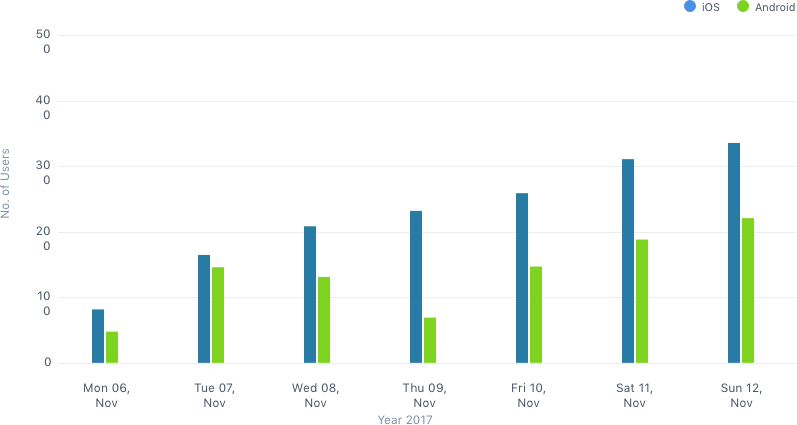 iOS Android
50
0
40
0
30
0
20
0
10
0
0
No. of Users
Mon 06,
Nov
Tue 07,
Nov
Wed 08,
Nov
Thu 09,
Nov
Fri 10,
Nov
Sat 11,
Nov
Sun 12,
Nov
Year 2017